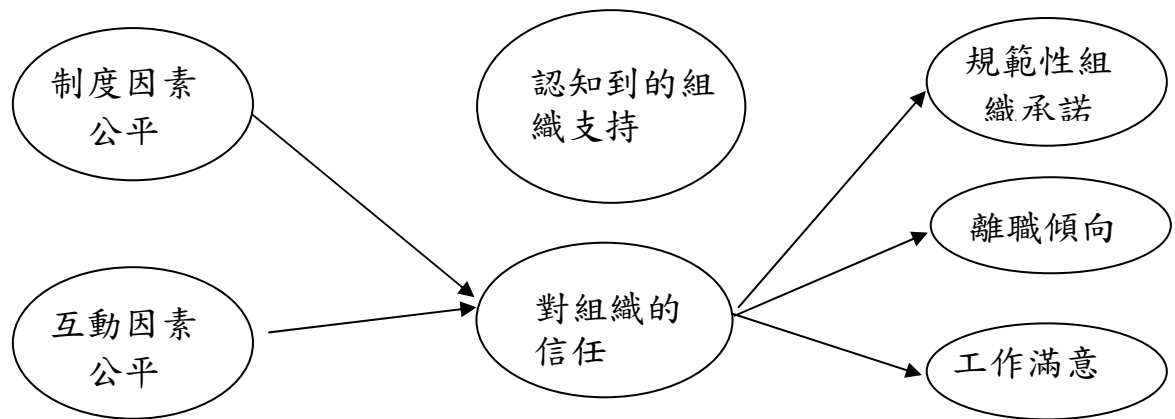 制度因素
公平
認知到的組
織支持
規範性組
織承諾
離職傾向
互動因素
公平
對組織的
信任
工作滿意